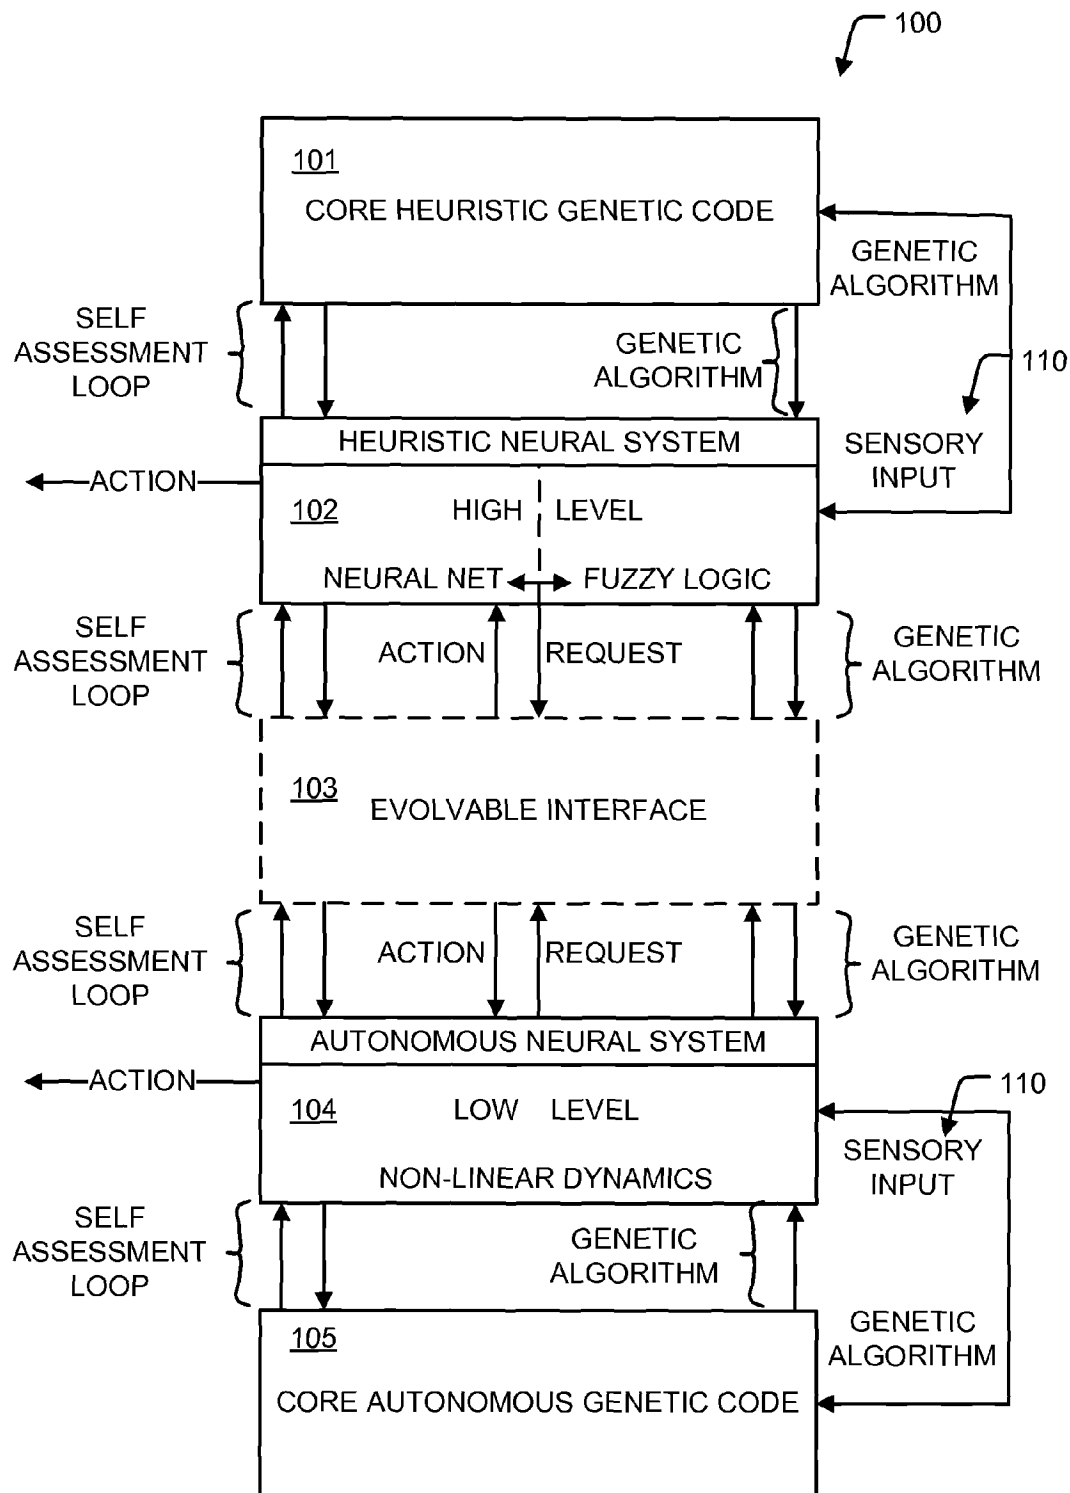 100
101
CORE HEURISTIC GENETIC CODE
GENETIC
ALGORITHM
SELF
ASSESSMENT
LOOP
GENETIC
ALGORITHM
110
HEURISTIC NEURAL SYSTEM
SENSORY
INPUT
ACTION
102
HIGH LEVEL
NEURAL NET FUZZY LOGIC
SELF
ASSESSMENT
LOOP
ACTION REQUEST
GENETIC
ALGORITHM
103
EVOLVABLE INTERFACE
SELF
ASSESSMENT
LOOP
ACTION REQUEST
GENETIC
ALGORITHM
AUTONOMOUS NEURAL SYSTEM
ACTION
110
104
LOW LEVEL
SENSORY
INPUT
NON-LINEAR DYNAMICS
SELF
ASSESSMENT
LOOP
GENETIC
ALGORITHM
105
GENETIC
ALGORITHM
CORE AUTONOMOUS GENETIC CODE